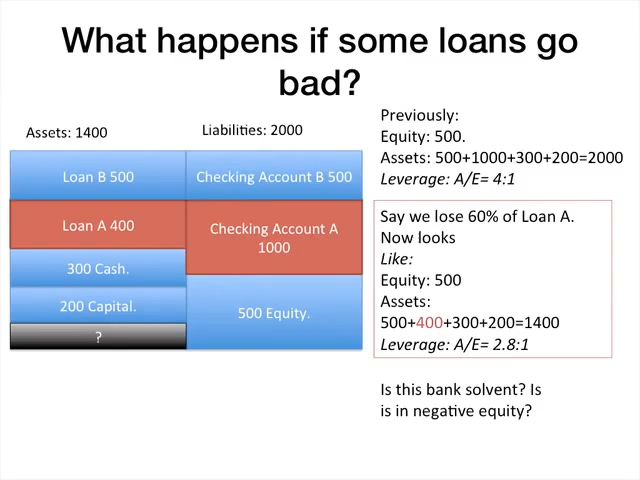 What happens if some loans go
bad?
Assets: 1400
Liabilities: 2000
Loan B 500
Checking Account B 500
Loan A 400
Checking Account A
1000
300 Cash.
200 Capital.
500 Equity.
?
Previously:
Equity: 500.
Assets: 500+1000+300+200=2000
Leverage: A/E= 4:1
Say we lose 60% of Loan A.
Now looks
Like:
Equity: 500
Assets:
500+400+300+200=1400
Leverage: A/E= 2.8:1
Is this bank solvent? Is
is in negative equity?